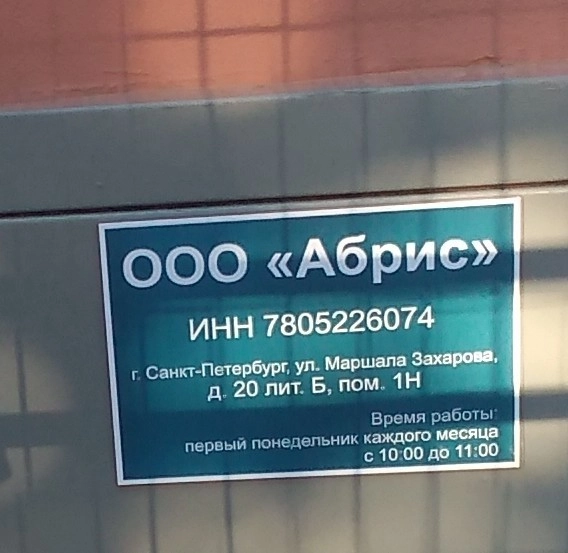 ООО «Абрис»
ИНН 7805226074
г. Санкт-Петербург, ул. Маршала Захарова,
д. 20 лит. Б, пом. 1Н
Время работы:
первый понедельник каждого месяца
с 10:00 до 11:00